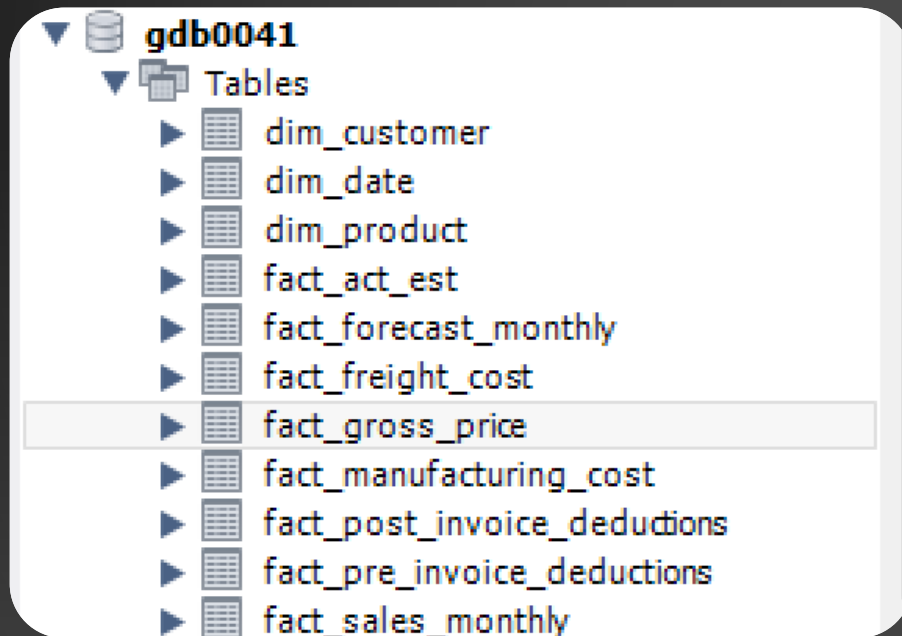 gdb0041
Tables
dim_customer
dim_date
dim_product
fact_act_est
fact_forecast_monthly
fact_freight_cost
fact_gross_price
fact_manufacturing_cost
fact_post_invoice_deductions
fact_pre_invoice_deductions
fact_sales_monthly